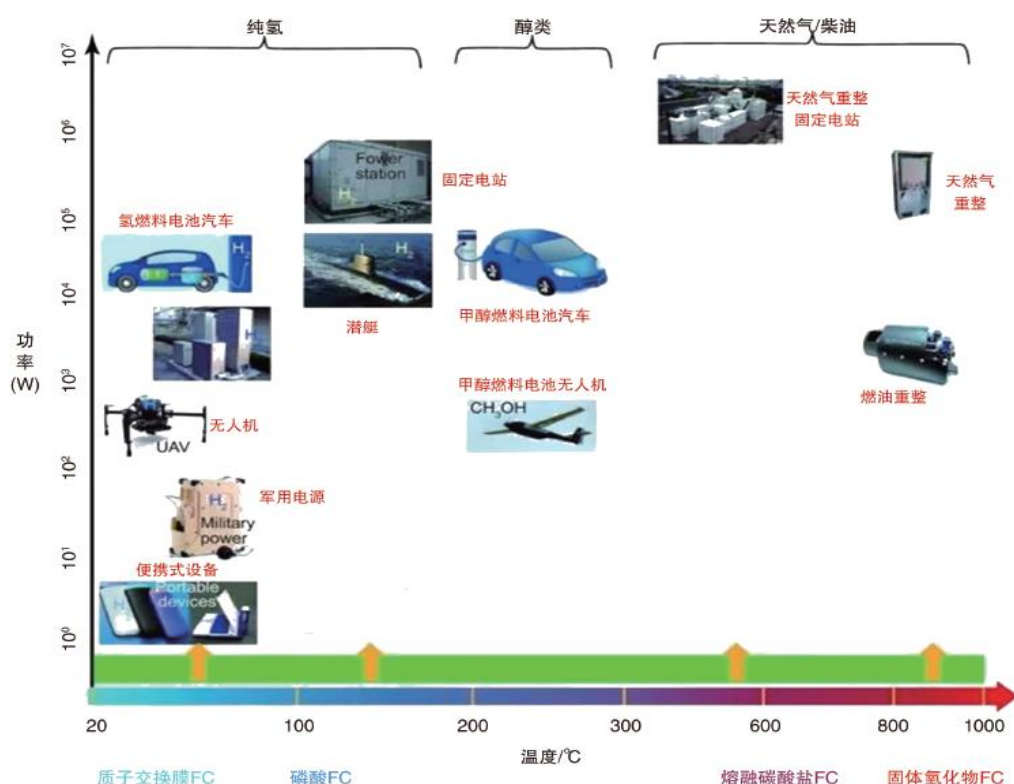 纯氢
醇类
天然气/柴油
10⁷
10⁶
10⁵
10⁴
10³
10²
10¹
10⁰
功
率
(W)
天然气重整
固定电站
Fower
station
H₂
固定电站
天然气
重整
氢燃料电池汽车
H₂
H₂
潜艇
甲醇燃料电池汽车
H
无人机
UAV
甲醇燃料电池无人机
CH₃OH
燃油重整
H₂
Military
power
军用电源
便携式设备
Portable
devices
H₂
20
100
200
300
600
800
1000
温度/℃
质子交换膜FC
磷酸FC
熔融碳酸盐FC
固体氧化物FC